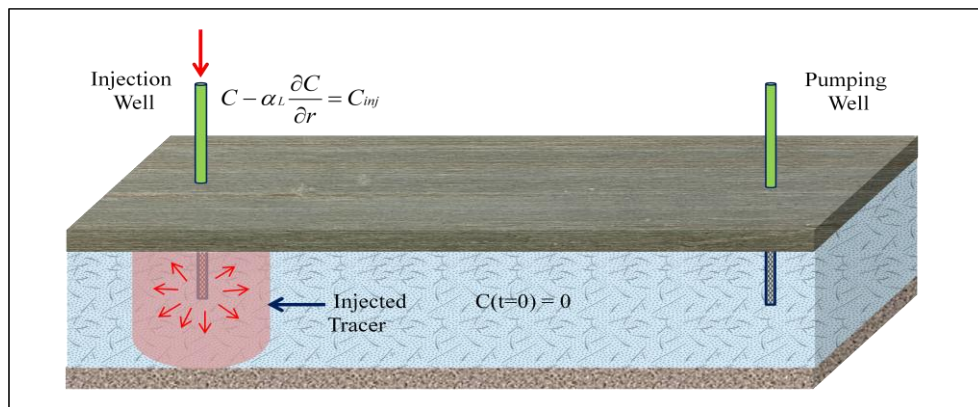 Injection
Well
C − α_L ∂C/∂r = C_inj
Pumping
Well
Injected
Tracer
C(t=0) = 0